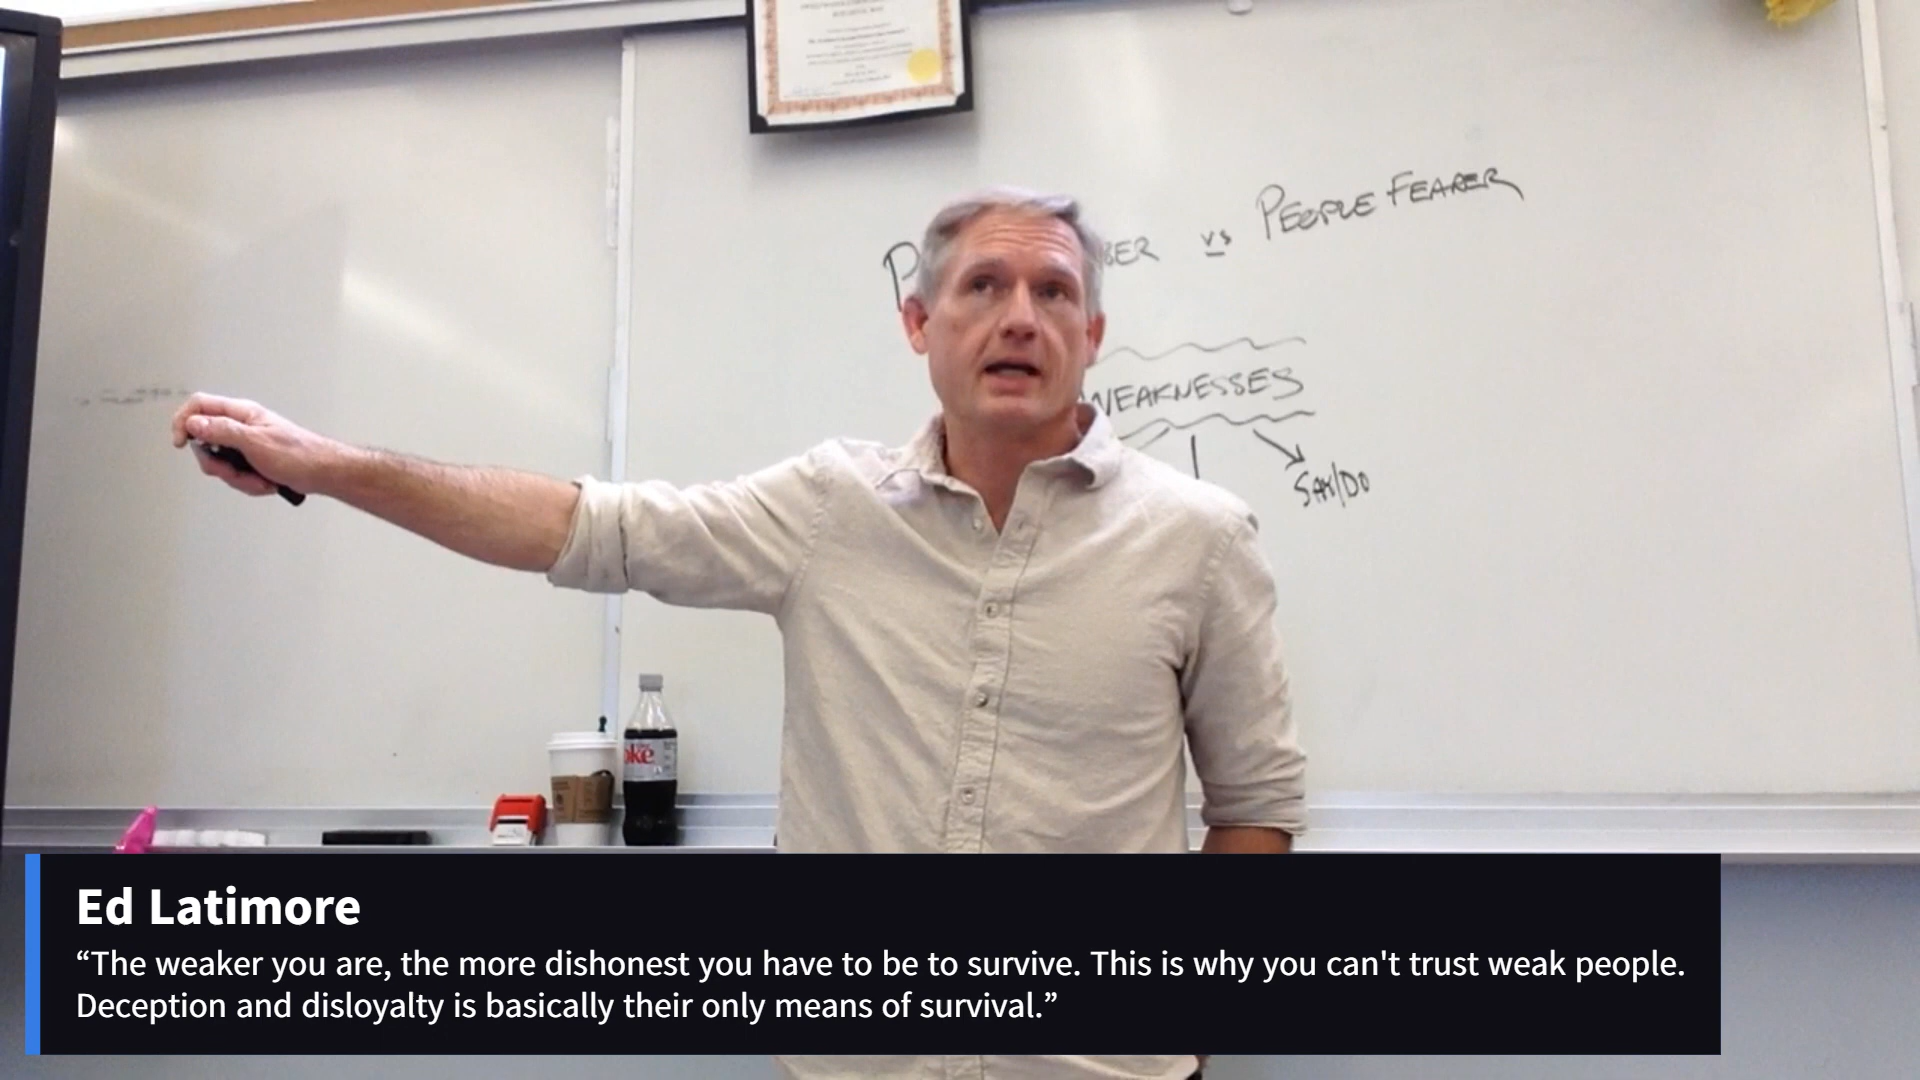 PEOPLE FEARER
vs
WEAKNESSES
SAY/DO
oke
Ed Latimore
“The weaker you are, the more dishonest you have to be to survive. This is why you can't trust weak people.
Deception and disloyalty is basically their only means of survival.”